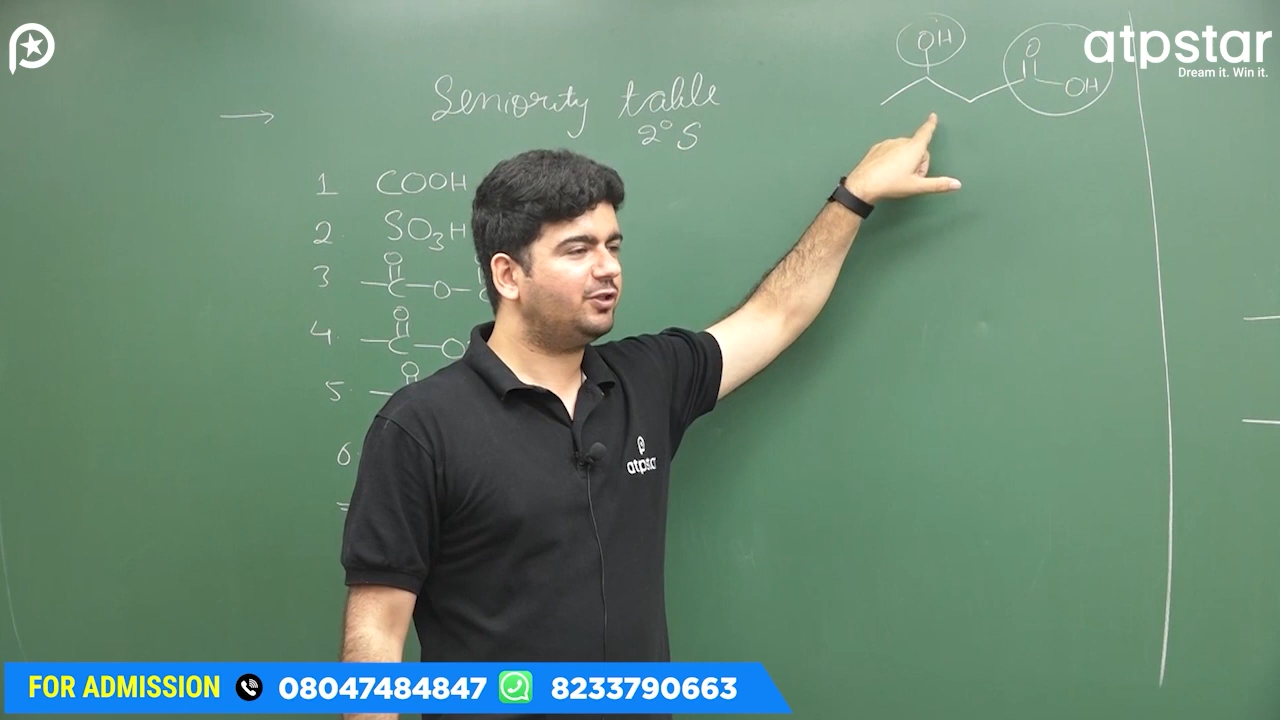 atpstar
Dream it. Win it.
OH
O
OH
→ Seniority table
2° S
1 COOH
2. SO₃H
3 O
—C—O—
4. O
—C—O
5. O
6.
atpstar
FOR ADMISSION 08047484847 8233790663